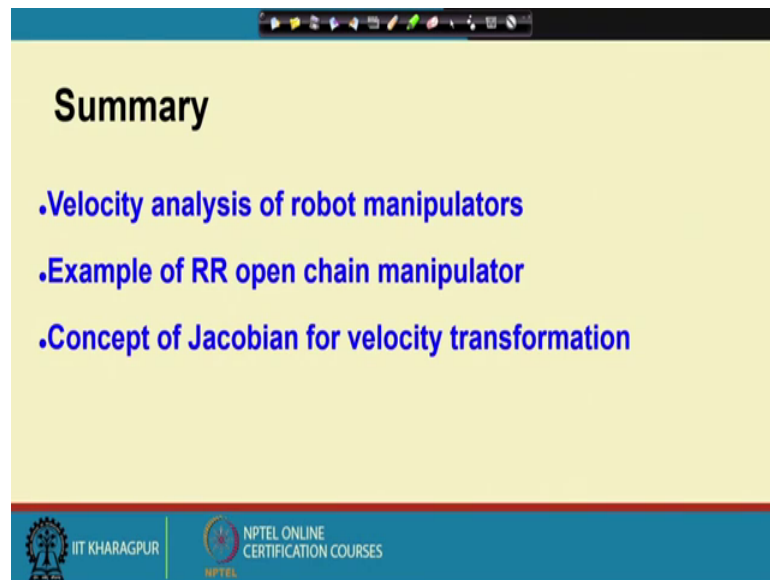 Summary
•Velocity analysis of robot manipulators
•Example of RR open chain manipulator
•Concept of Jacobian for velocity transformation
IIT KHARAGPUR
NPTEL ONLINE
CERTIFICATION COURSES
NPTEL